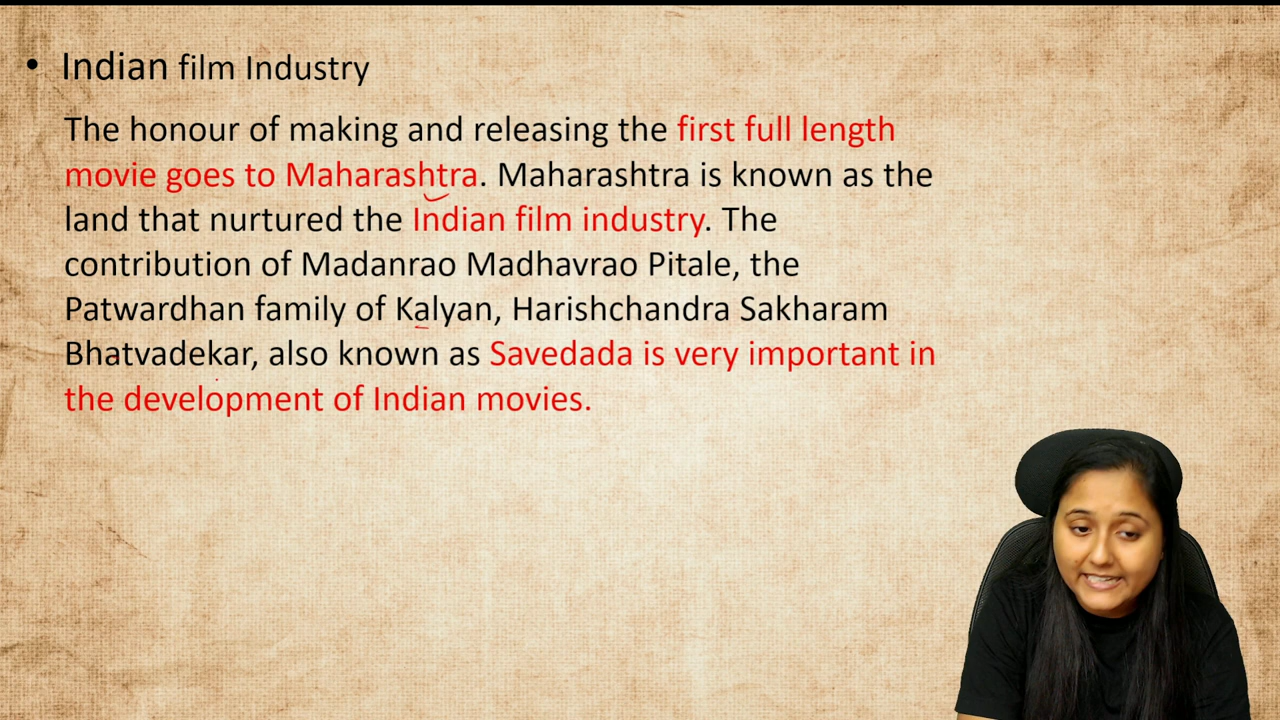 • Indian film Industry
The honour of making and releasing the first full length
movie goes to Maharashtra. Maharashtra is known as the
land that nurtured the Indian film industry. The
contribution of Madanrao Madhavrao Pitale, the
Patwardhan family of Kalyan, Harishchandra Sakharam
Bhatvadekar, also known as Savedada is very important in
the development of Indian movies.